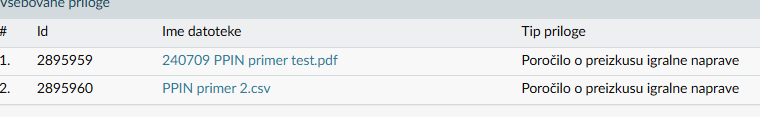 Vsebovane priloge
# Id Ime datoteke Tip priloge
1. 2895959 240709 PPIN primer test.pdf Poročilo o preizkusu igralne naprave
2. 2895960 PPIN primer 2.csv Poročilo o preizkusu igralne naprave